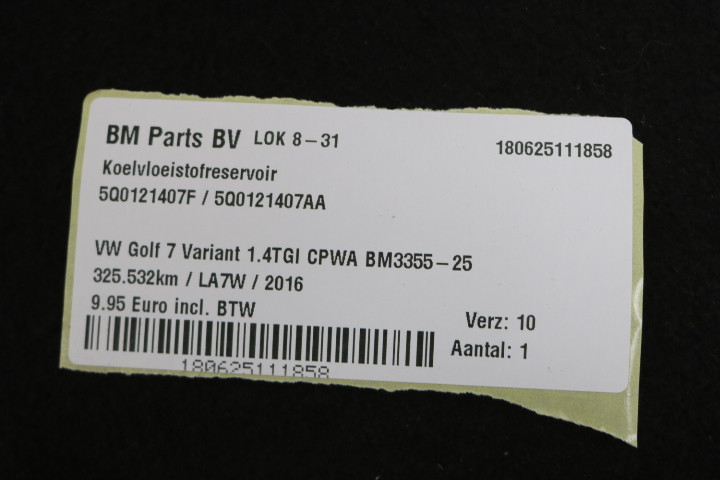 BM Parts BV LOK 8-31 180625111858
Koelvloeistofreservoir
5Q0121407F / 5Q0121407AA
VW Golf 7 Variant 1.4TGI CPWA BM3355-25
325.532km / LA7W / 2016
9.95 Euro incl. BTW
Verz: 10
Aantal: 1
180625111858